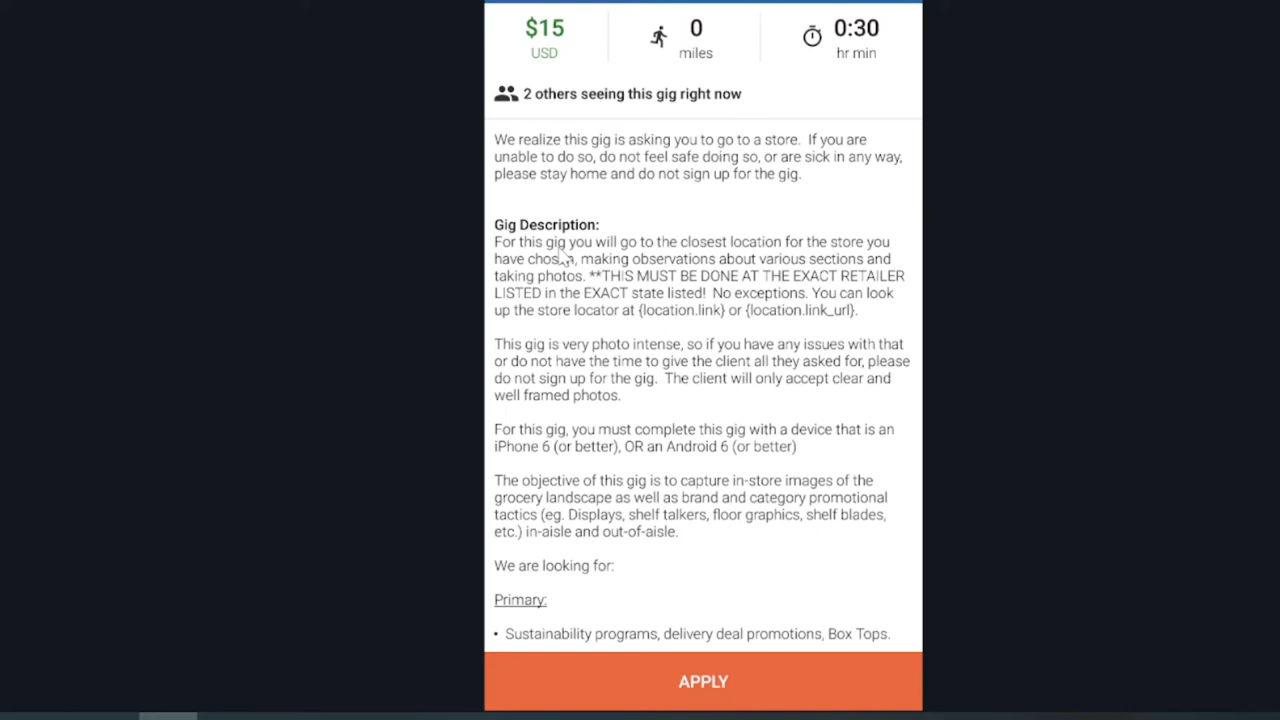 $15
USD
0
miles
0:30
hr min
2 others seeing this gig right now
We realize this gig is asking you to go to a store. If you are
unable to do so, do not feel safe doing so, or are sick in any way,
please stay home and do not sign up for the gig.
Gig Description:
For this gig you will go to the closest location for the store you
have chosen, making observations about various sections and
taking photos. **THIS MUST BE DONE AT THE EXACT RETAILER
LISTED in the EXACT state listed! No exceptions. You can look
up the store locator at {location.link} or {location.link_url}.
This gig is very photo intense, so if you have any issues with that
or do not have the time to give the client all they asked for, please
do not sign up for the gig. The client will only accept clear and
well framed photos.
For this gig, you must complete this gig with a device that is an
iPhone 6 (or better), OR an Android 6 (or better)
The objective of this gig is to capture in-store images of the
grocery landscape as well as brand and category promotional
tactics (eg. Displays, shelf talkers, floor graphics, shelf blades,
etc.) in-aisle and out-of-aisle.
We are looking for:
Primary:
• Sustainability programs, delivery deal promotions, Box Tops.
APPLY